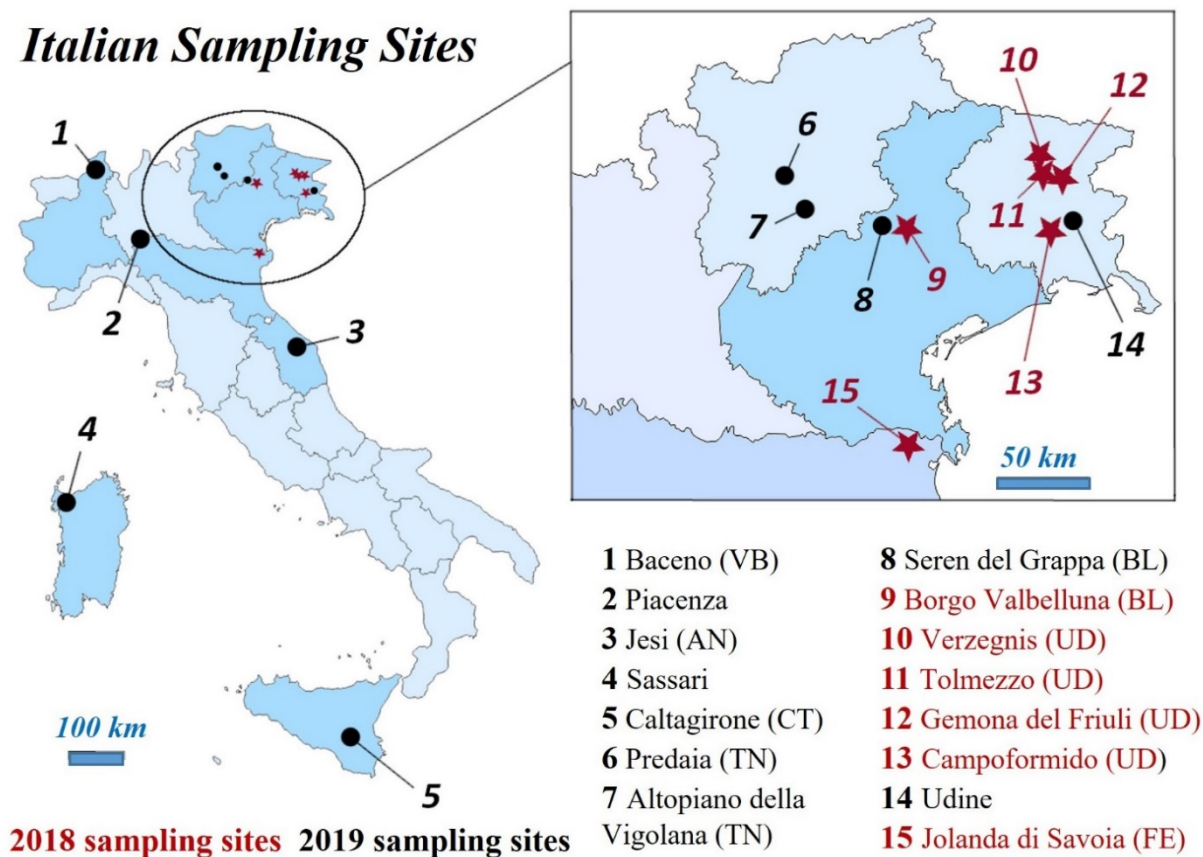 Italian Sampling Sites
1
2
3
4
5
100 km
6
7
8
9
10
11
12
13
14
15
50 km
1 Baceno (VB)
2 Piacenza
3 Jesi (AN)
4 Sassari
5 Caltagirone (CT)
6 Predaia (TN)
7 Altopiano della
Vigolana (TN)
8 Seren del Grappa (BL)
9 Borgo Valbelluna (BL)
10 Verzegnis (UD)
11 Tolmezzo (UD)
12 Gemona del Friuli (UD)
13 Campoformido (UD)
14 Udine
15 Jolanda di Savoia (FE)
2018 sampling sites 2019 sampling sites